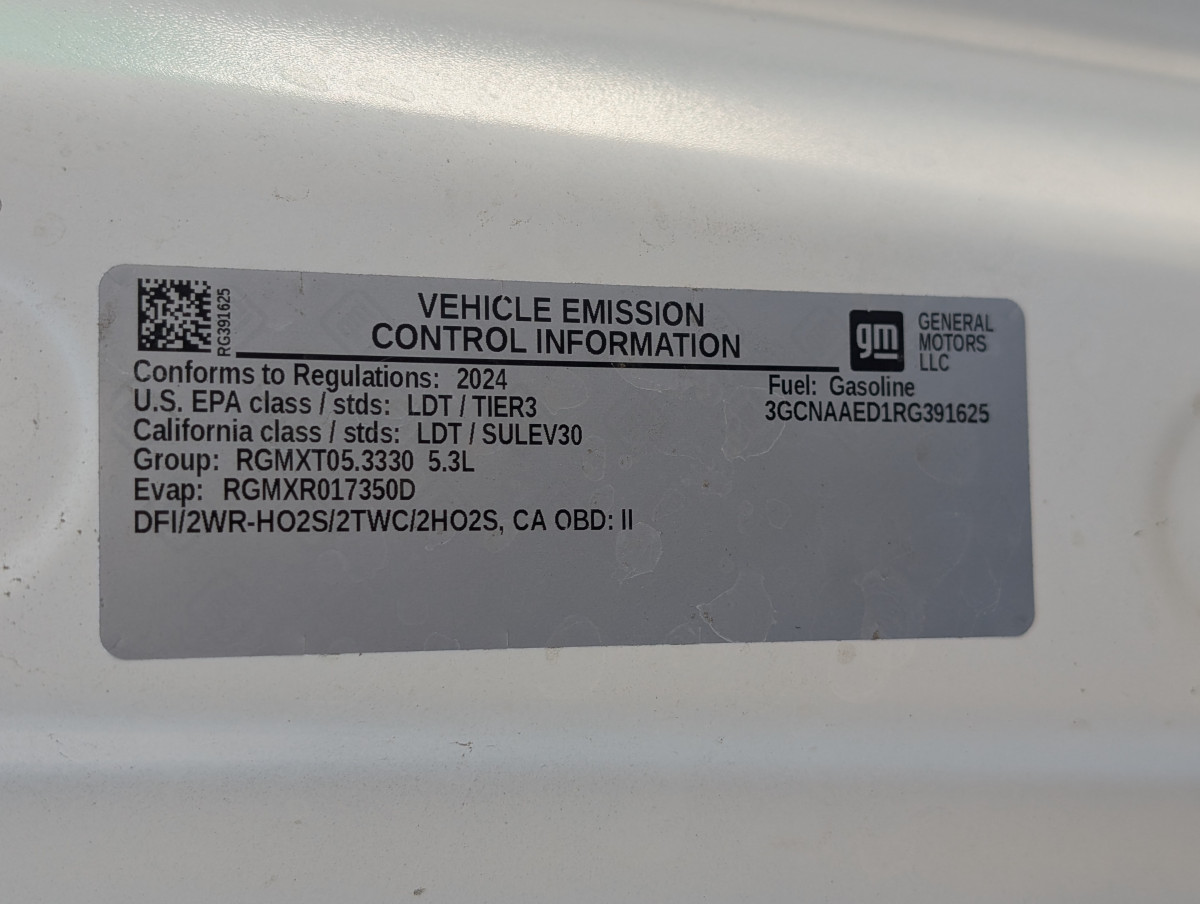 RG391625
VEHICLE EMISSION
CONTROL INFORMATION
gm
GENERAL
MOTORS
LLC
Conforms to Regulations: 2024
U.S. EPA class / stds: LDT / TIER3
California class / stds: LDT / SULEV30
Group: RGMXT05.3330 5.3L
Evap: RGMXR017350D
DFI/2WR-HO2S/2TWC/2HO2S, CA OBD: II
Fuel: Gasoline
3GCNAAED1RG391625